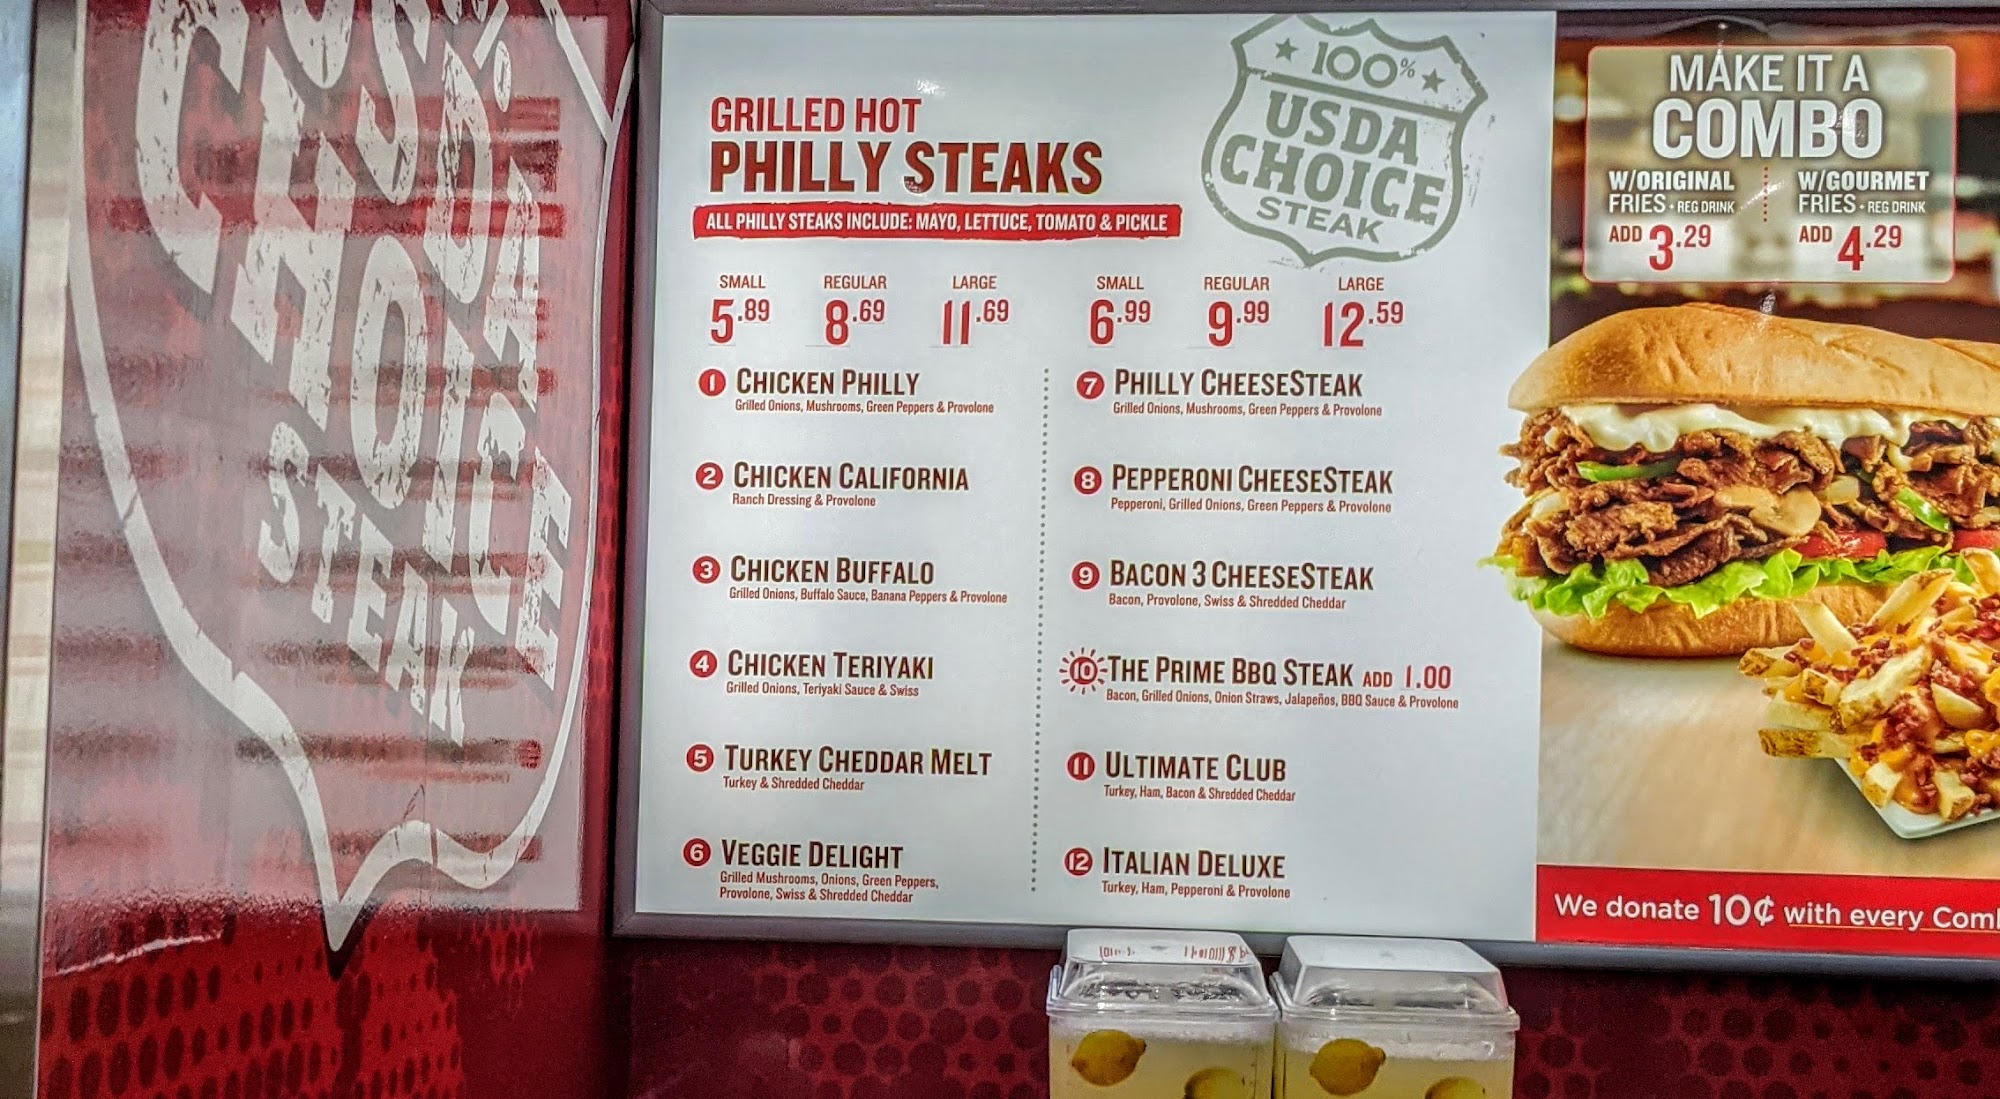 100%
USDA
CHOICE
STEAK
GRILLED HOT
PHILLY STEAKS
ALL PHILLY STEAKS INCLUDE: MAYO, LETTUCE, TOMATO & PICKLE
SMALL REGULAR LARGE
5.89 8.69 11.69
1 CHICKEN PHILLY
Grilled Onions, Mushrooms, Green Peppers & Provolone
2 CHICKEN CALIFORNIA
Ranch Dressing & Provolone
3 CHICKEN BUFFALO
Grilled Onions, Buffalo Sauce, Banana Peppers & Provolone
4 CHICKEN TERIYAKI
Grilled Onions, Teriyaki Sauce & Swiss
5 TURKEY CHEDDAR MELT
Turkey & Shredded Cheddar
6 VEGGIE DELIGHT
Grilled Mushrooms, Onions, Green Peppers,
Provolone, Swiss & Shredded Cheddar
SMALL REGULAR LARGE
6.99 9.99 12.59
7 PHILLY CHEESESTEAK
Grilled Onions, Mushrooms, Green Peppers & Provolone
8 PEPPERONI CHEESESTEAK
Pepperoni, Grilled Onions, Green Peppers & Provolone
9 BACON 3 CHEESESTEAK
Bacon, Provolone, Swiss & Shredded Cheddar
10 THE PRIME BBQ STEAK ADD 1.00
Bacon, Grilled Onions, Onion Straws, Jalapeños, BBQ Sauce & Provolone
11 ULTIMATE CLUB
Turkey, Ham, Bacon & Shredded Cheddar
12 ITALIAN DELUXE
Turkey, Ham, Pepperoni & Provolone
MAKE IT A
COMBO
W/ORIGINAL
FRIES + REG DRINK
ADD 3.29
W/GOURMET
FRIES + REG DRINK
ADD 4.29
We donate 10¢ with every
STEAK